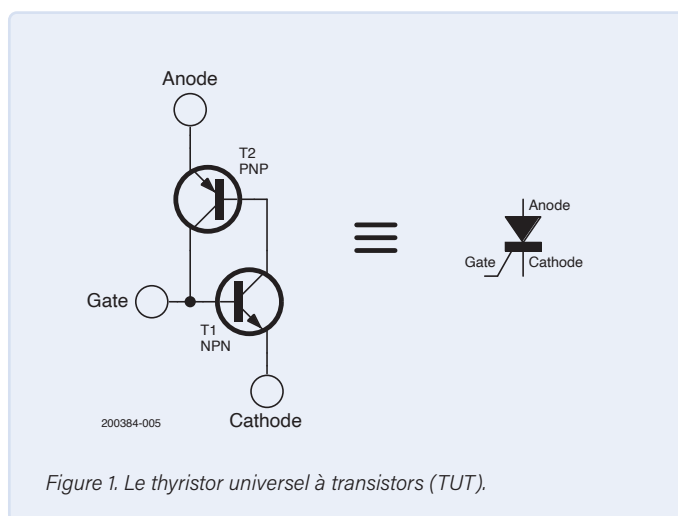 Anode
T2
PNP
Anode
Gate
Cathode
Gate
T1
NPN
200384-005
Cathode
Figure 1. Le thyristor universel à transistors (TUT).